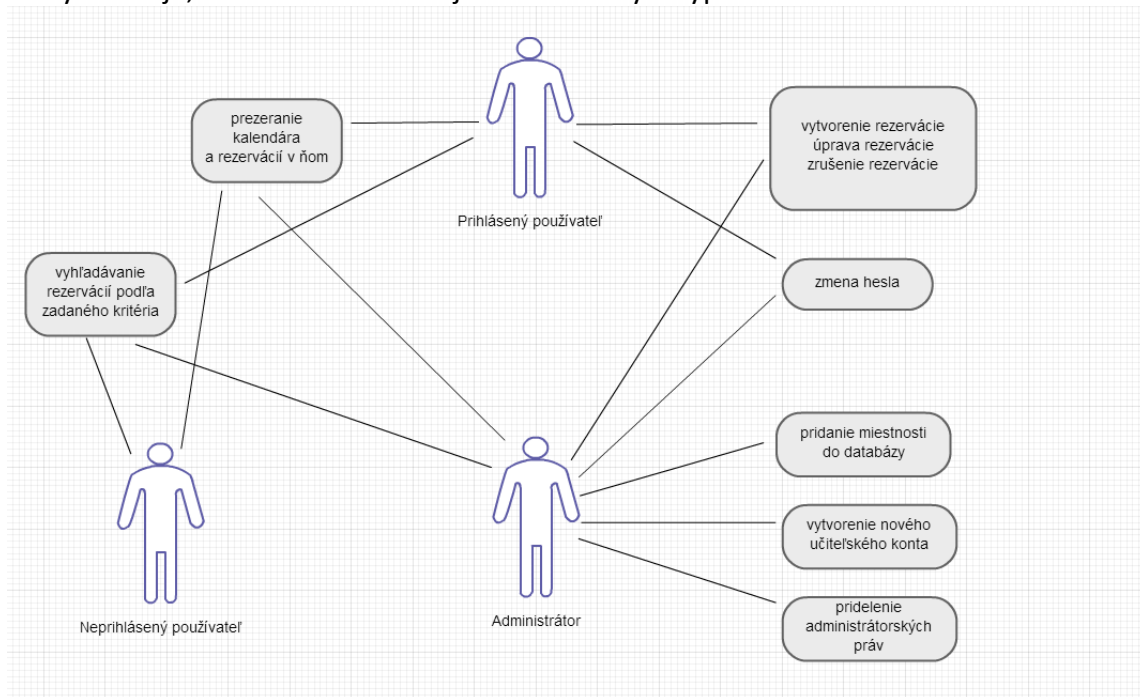 prezeranie
kalendára
a rezervácií v ňom
vytvorenie rezervácie
úprava rezervácie
zrušenie rezervácie
Prihlásený používateľ
vyhľadávanie
rezervácií podľa
zadaného kritéria
zmena hesla
pridanie miestnosti
do databázy
vytvorenie nového
učiteľského konta
pridelenie
administrátorských
práv
Neprihlásený používateľ
Administrátor